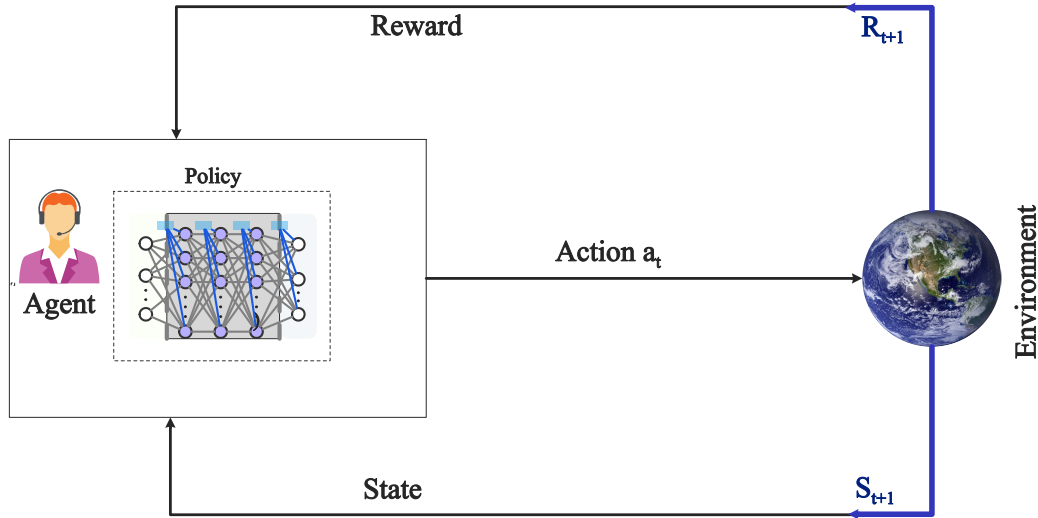 Reward
R_{t+1}
Policy
Agent
Action a_t
Environment
State
S_{t+1}